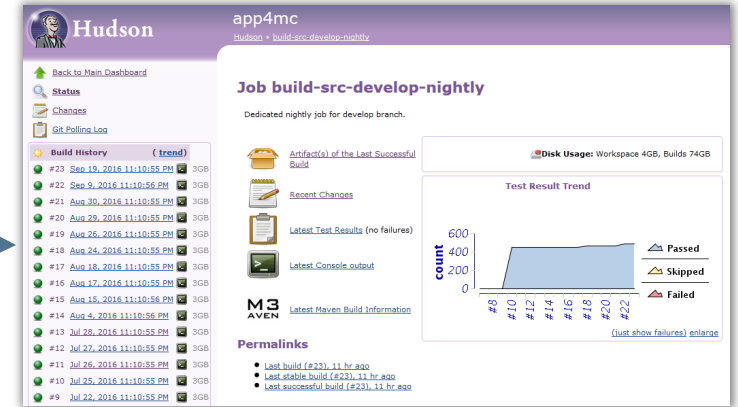 Hudson
app4mc
Hudson » build-src-develop-nightly
Back to Main Dashboard
Status
Changes
Git Polling Log
Build History (trend)
#23 Sep 19, 2016 11:10:55 PM 3GB
#22 Sep 9, 2016 11:10:56 PM 3GB
#21 Aug 30, 2016 11:10:55 PM 3GB
#20 Aug 29, 2016 11:10:55 PM 3GB
#19 Aug 26, 2016 11:10:55 PM 3GB
#18 Aug 24, 2016 11:10:55 PM 3GB
#17 Aug 18, 2016 11:10:55 PM 3GB
#16 Aug 17, 2016 11:10:55 PM 3GB
#15 Aug 15, 2016 11:10:56 PM 3GB
#14 Aug 4, 2016 11:10:56 PM 3GB
#13 Jul 28, 2016 11:10:55 PM 3GB
#12 Jul 27, 2016 11:10:55 PM 3GB
#11 Jul 26, 2016 11:10:55 PM 3GB
#10 Jul 25, 2016 11:10:55 PM 3GB
#9 Jul 22, 2016 11:10:55 PM 3GB
Job build-src-develop-nightly
Dedicated nightly job for develop branch.
Artifact(s) of the Last Successful
Build
Recent Changes
Latest Test Results (no failures)
Latest Console output
M3
AVEN
Latest Maven Build Information
Permalinks
Last build (#23), 11 hr ago
Last stable build (#23), 11 hr ago
Last successful build (#23), 11 hr ago
Disk Usage: Workspace 4GB, Builds 74GB
Test Result Trend
count
600
400
200
0
#8
#10
#12
#14
#16
#18
#20
#22
Passed
Skipped
Failed
(just show failures) enlarge